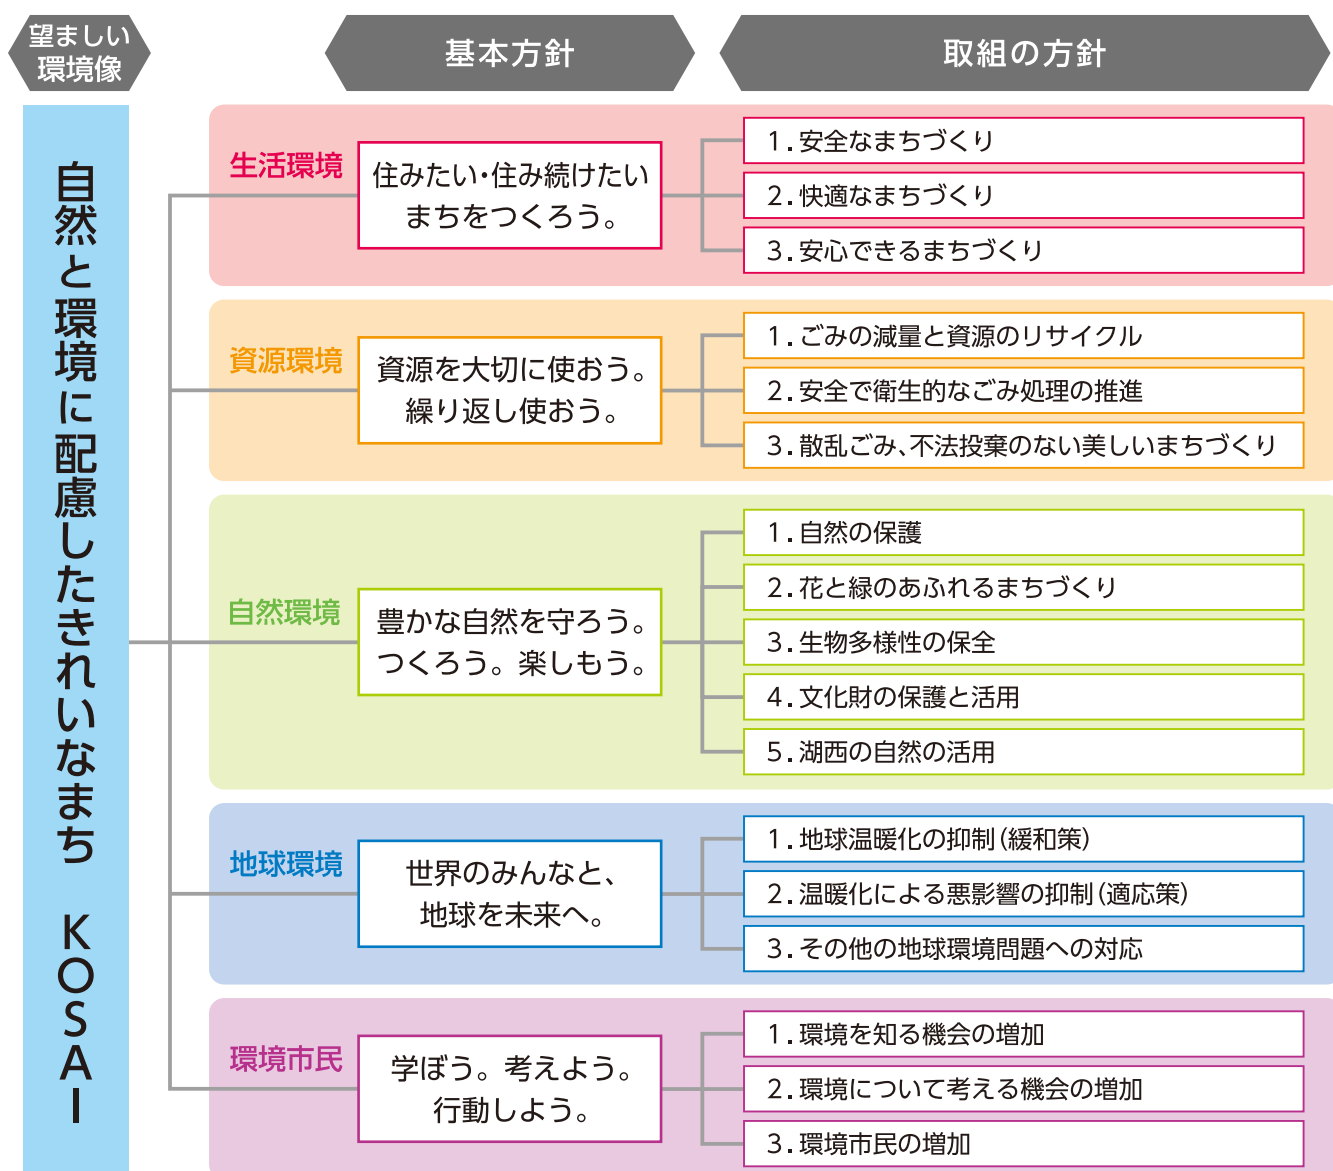 望ましい
環境像
基本方針
取組の方針
自然と環境に配慮したきれいなまち KOSAI
生活環境
住みたい・住み続けたい
まちをつくろう。
1.安全なまちづくり
2.快適なまちづくり
3.安心できるまちづくり
資源環境
資源を大切に使おう。
繰り返し使おう。
1.ごみの減量と資源のリサイクル
2.安全で衛生的なごみ処理の推進
3.散乱ごみ、不法投棄のない美しいまちづくり
自然環境
豊かな自然を守ろう。
つくろう。楽しもう。
1.自然の保護
2.花と緑のあふれるまちづくり
3.生物多様性の保全
4.文化財の保護と活用
5.湖西の自然の活用
地球環境
世界のみんなと、
地球を未来へ。
1.地球温暖化の抑制(緩和策)
2.温暖化による悪影響の抑制(適応策)
3.その他の地球環境問題への対応
環境市民
学ぼう。考えよう。
行動しよう。
1.環境を知る機会の増加
2.環境について考える機会の増加
3.環境市民の増加